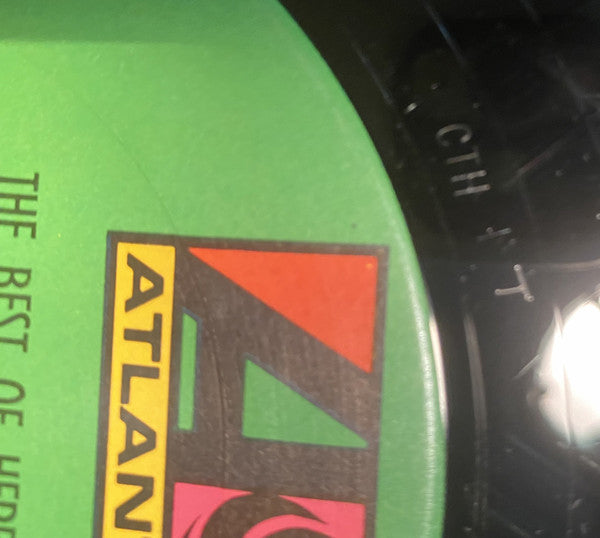 THE BEST OF HERB
ATLAN
CTH
T